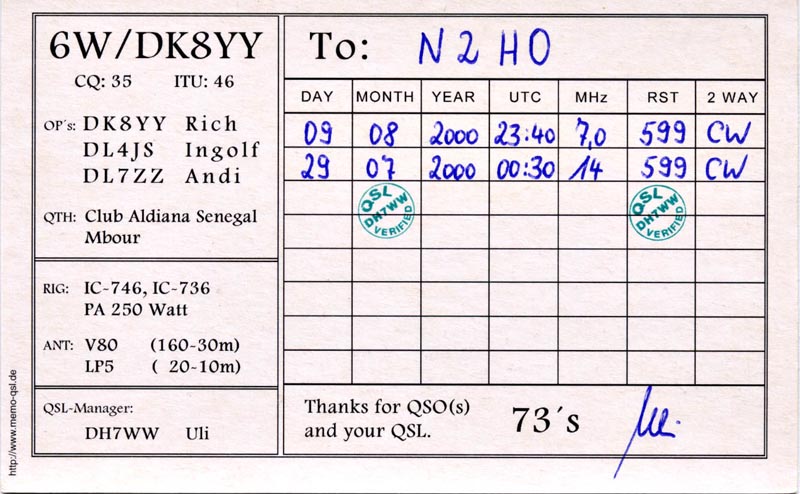 6W/DK8YY
CQ: 35 ITU: 46
OP's: DK8YY Rich
DL4JS Ingolf
DL7ZZ Andi
QTH: Club Aldiana Senegal
Mbour
RIG: IC-746, IC-736
PA 250 Watt
ANT: V80 (160-30m)
LP5 ( 20-10m)
QSL-Manager:
DH7WW Uli
http://www.memo-qsl.de
To: N2HO
DAY MONTH YEAR UTC MHz RST 2 WAY
09 08 2000 23:40 7,0 599 CW
29 07 2000 00:30 14 599 CW
QSL
DH7WW
VERIFIED
QSL
DH7WW
VERIFIED
Thanks for QSO(s)
and your QSL.
73´s
Uli